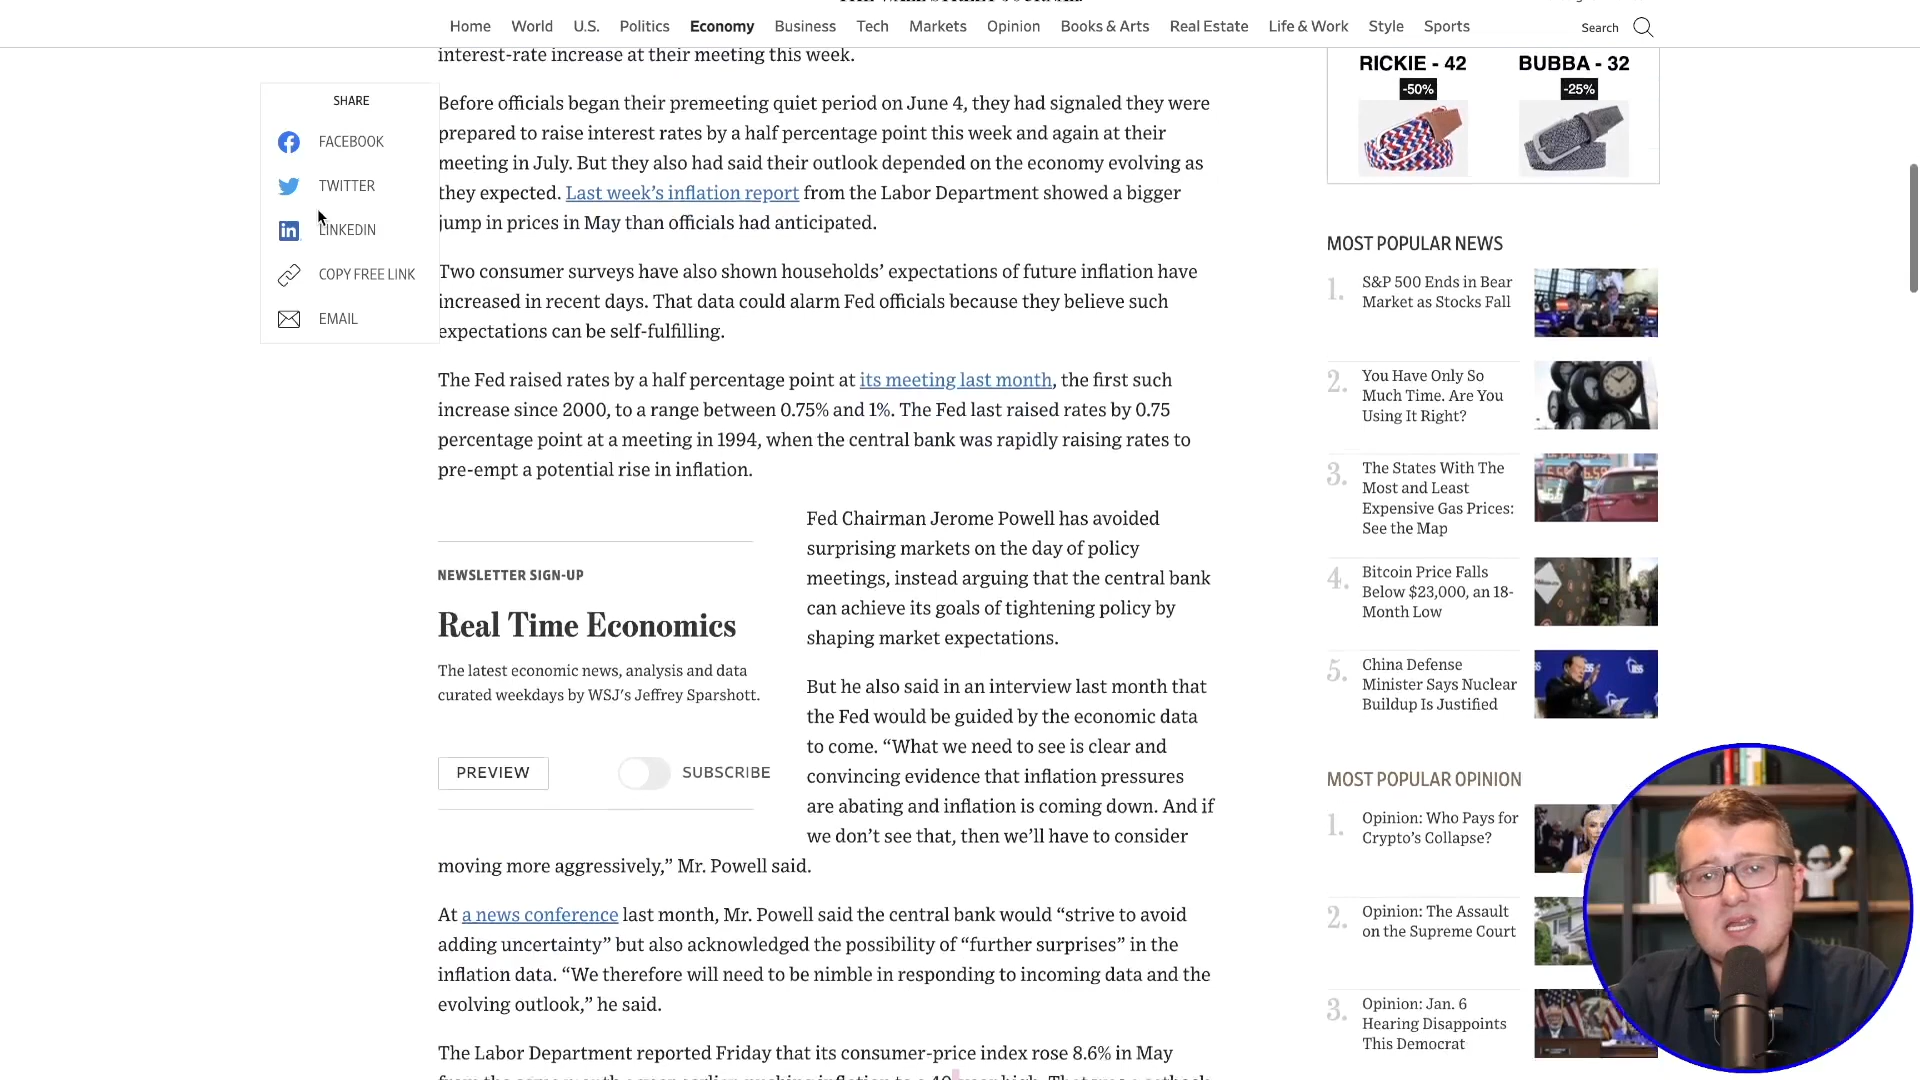 Home World U.S. Politics Economy Business Tech Markets Opinion Books & Arts Real Estate Life & Work Style Sports Search
interest-rate increase at their meeting this week.
SHARE
FACEBOOK
TWITTER
LINKEDIN
COPY FREE LINK
EMAIL
Before officials began their premeeting quiet period on June 4, they had signaled they were
prepared to raise interest rates by a half percentage point this week and again at their
meeting in July. But they also had said their outlook depended on the economy evolving as
they expected. Last week’s inflation report from the Labor Department showed a bigger
jump in prices in May than officials had anticipated.
Two consumer surveys have also shown households’ expectations of future inflation have
increased in recent days. That data could alarm Fed officials because they believe such
expectations can be self-fulfilling.
The Fed raised rates by a half percentage point at its meeting last month, the first such
increase since 2000, to a range between 0.75% and 1%. The Fed last raised rates by 0.75
percentage point at a meeting in 1994, when the central bank was rapidly raising rates to
pre-empt a potential rise in inflation.
NEWSLETTER SIGN-UP
Real Time Economics
The latest economic news, analysis and data
curated weekdays by WSJ's Jeffrey Sparshott.
PREVIEW
SUBSCRIBE
Fed Chairman Jerome Powell has avoided
surprising markets on the day of policy
meetings, instead arguing that the central bank
can achieve its goals of tightening policy by
shaping market expectations.
But he also said in an interview last month that
the Fed would be guided by the economic data
to come. “What we need to see is clear and
convincing evidence that inflation pressures
are abating and inflation is coming down. And if
we don’t see that, then we’ll have to consider
moving more aggressively,” Mr. Powell said.
At a news conference last month, Mr. Powell said the central bank would “strive to avoid
adding uncertainty” but also acknowledged the possibility of “further surprises” in the
inflation data. “We therefore will need to be nimble in responding to incoming data and the
evolving outlook,” he said.
The Labor Department reported Friday that its consumer-price index rose 8.6% in May
RICKIE - 42
-50%
BUBBA - 32
-25%
MOST POPULAR NEWS
1.
S&P 500 Ends in Bear
Market as Stocks Fall
2.
You Have Only So
Much Time. Are You
Using It Right?
3.
The States With The
Most and Least
Expensive Gas Prices:
See the Map
4.
Bitcoin Price Falls
Below $23,000, an 18-
Month Low
5.
China Defense
Minister Says Nuclear
Buildup Is Justified
MOST POPULAR OPINION
1.
Opinion: Who Pays for
Crypto’s Collapse?
2.
Opinion: The Assault
on the Supreme Court
3.
Opinion: Jan. 6
Hearing Disappoints
This Democrat